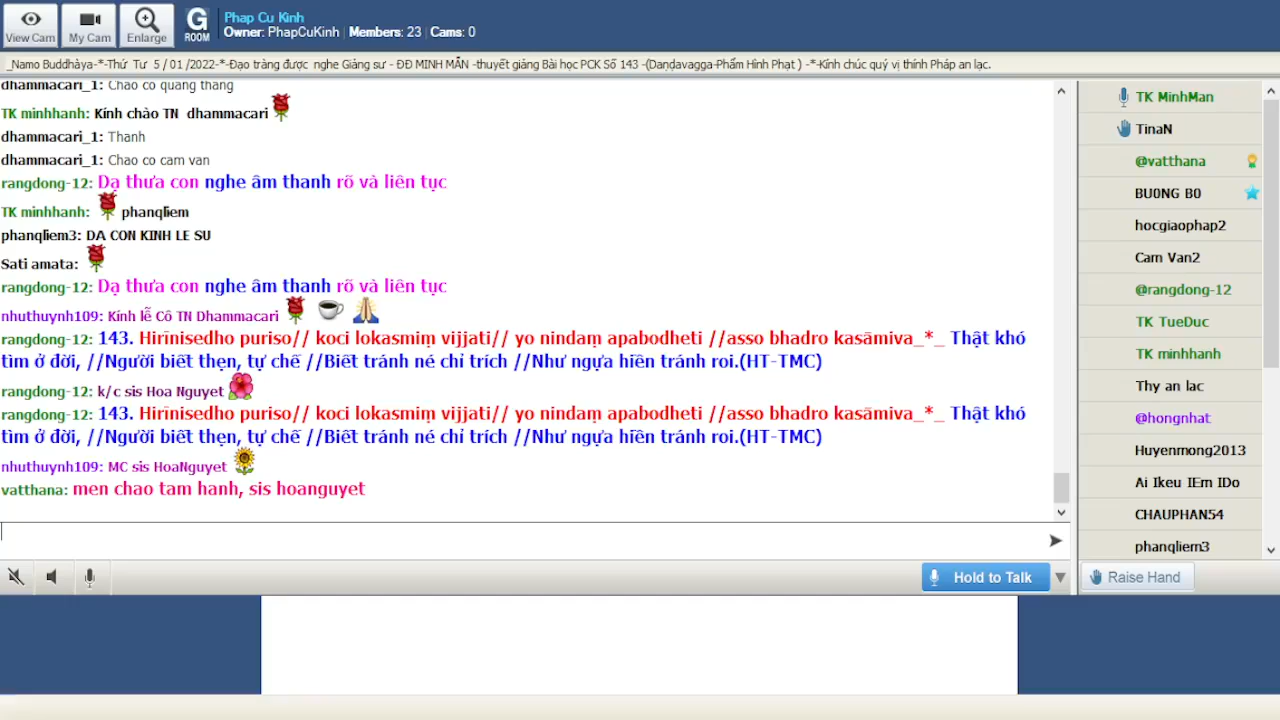 View Cam
My Cam
Enlarge
G ROOM
Phap Cu Kinh
Owner: PhapCuKinh | Members: 23 | Cams: 0
_Namo Buddhàya-*-Thứ Tư 5 / 01 /2022-*-Đạo tràng được nghe Giảng sư - ĐĐ MINH MẪN -thuyết giảng Bài học PCK Số 143 -(Daṇḍavagga-Phẩm Hình Phạt ) -*-Kính chúc quý vị thính Pháp an lạc.
dhammacari_1: Chao co quang thang
TK minhhanh: Kính chào TN dhammacari
dhammacari_1: Thanh
dhammacari_1: Chao co cam van
rangdong-12: Dạ thưa con nghe âm thanh rõ và liên tục
TK minhhanh: phanqliem
phanqliem3: DA CON KINH LE SU
Sati amata:
rangdong-12: Dạ thưa con nghe âm thanh rõ và liên tục
nhuthuynh109: Kính lễ Cô TN Dhammacari
rangdong-12: 143. Hirīnisedho puriso// koci lokasmiṃ vijjati// yo nindaṃ apabodheti //asso bhadro kasāmiva_*_ Thật khó
tìm ở đời, //Người biết thẹn, tự chế //Biết tránh né chỉ trích //Như ngựa hiền tránh roi.(HT-TMC)
rangdong-12: k/c sis Hoa Nguyet
rangdong-12: 143. Hirīnisedho puriso// koci lokasmiṃ vijjati// yo nindaṃ apabodheti //asso bhadro kasāmiva_*_ Thật khó
tìm ở đời, //Người biết thẹn, tự chế //Biết tránh né chỉ trích //Như ngựa hiền tránh roi.(HT-TMC)
nhuthuynh109: MC sis HoaNguyet
vatthana: men chao tam hanh, sis hoanguyet
Hold to Talk
TK MinhMan
TinaN
@vatthana
BU0NG B0
hocgiaophap2
Cam Van2
@rangdong-12
TK TueDuc
TK minhhanh
Thy an lac
@hongnhat
Huyenmong2013
Ai Ikeu IEm IDo
CHAUPHAN54
phanqliem3
Raise Hand